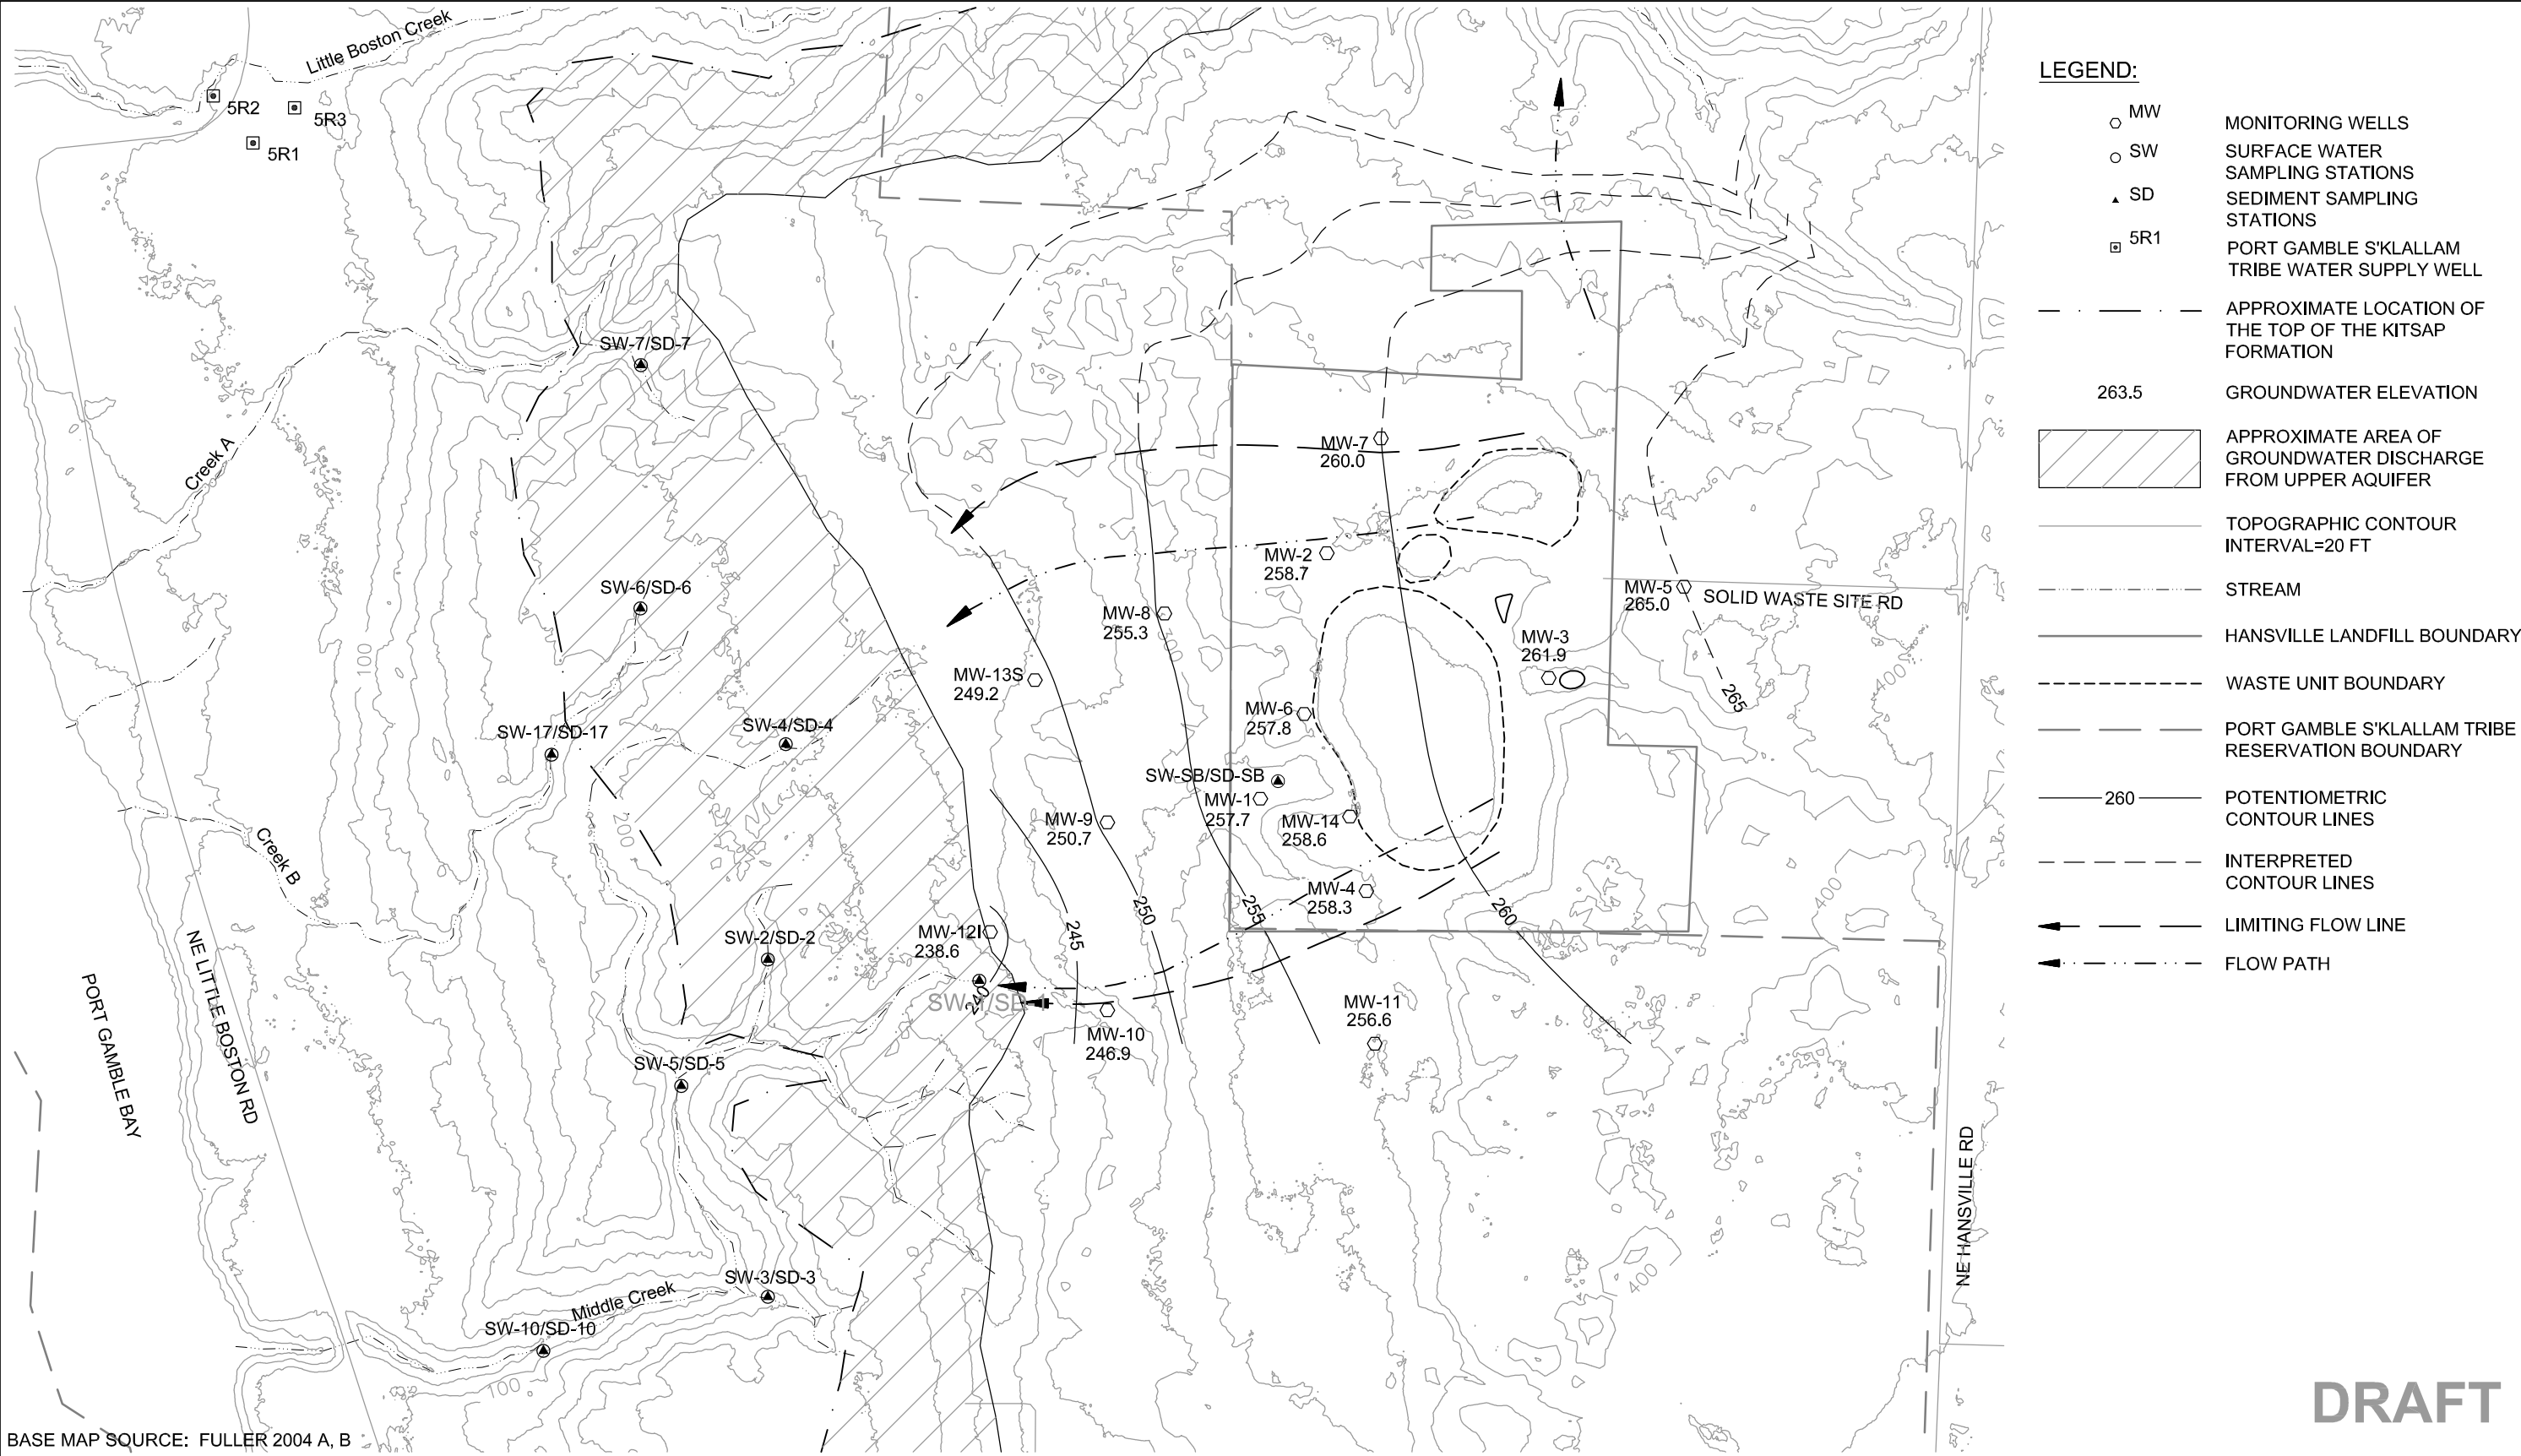 Little Boston Creek
5R2
5R3
5R1
SW-7/SD-7
Creek A
MW-7
260.0
MW-2
258.7
SW-6/SD-6
MW-8
255.3
300
MW-5
265.0
SOLID WASTE SITE RD
MW-3
261.9
100
MW-13S
249.2
400
265
MW-6
257.8
SW-17/SD-17
SW-4/SD-4
SW-SB/SD-SB
MW-1
257.7
MW-14
258.6
MW-9
250.7
200
Creek B
MW-4
258.3
400
250
255
260
245
MW-12I
238.6
SW-2/SD-2
240
NE LITTLE BOSTON RD
PORT GAMBLE BAY
MW-11
256.6
MW-10
246.9
SW-5/SD-5
NE HANSVILLE RD
SW-3/SD-3
400
Middle Creek
SW-10/SD-10
100
BASE MAP SOURCE: FULLER 2004 A, B
LEGEND:
MW
MONITORING WELLS
SW
SURFACE WATER
SAMPLING STATIONS
SD
SEDIMENT SAMPLING
STATIONS
5R1
PORT GAMBLE S'KLALLAM
TRIBE WATER SUPPLY WELL
APPROXIMATE LOCATION OF
THE TOP OF THE KITSAP
FORMATION
263.5
GROUNDWATER ELEVATION
APPROXIMATE AREA OF
GROUNDWATER DISCHARGE
FROM UPPER AQUIFER
TOPOGRAPHIC CONTOUR
INTERVAL=20 FT
STREAM
HANSVILLE LANDFILL BOUNDARY
WASTE UNIT BOUNDARY
PORT GAMBLE S'KLALLAM TRIBE
RESERVATION BOUNDARY
260
POTENTIOMETRIC
CONTOUR LINES
INTERPRETED
CONTOUR LINES
LIMITING FLOW LINE
FLOW PATH
DRAFT